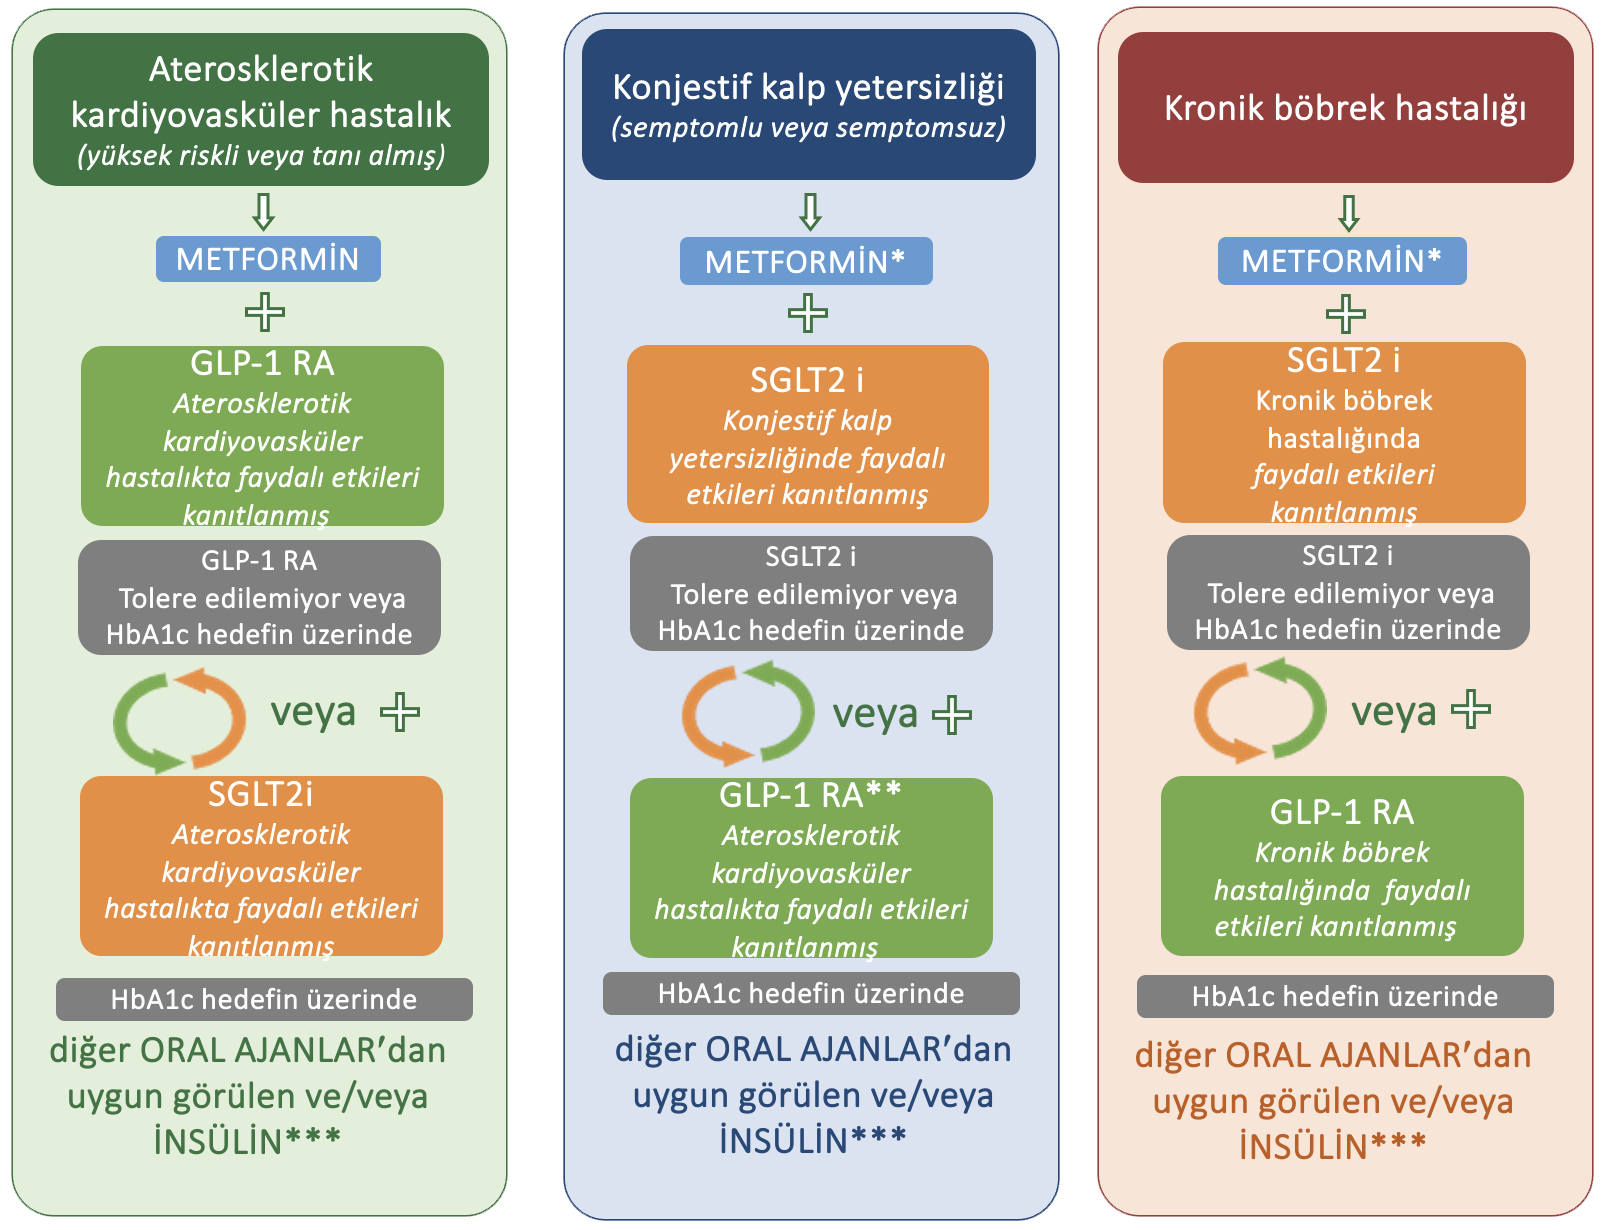 Aterosklerotik
kardiyovasküler hastalık
(yüksek riskli veya tanı almış)
METFORMİN
GLP-1 RA
Aterosklerotik
kardiyovasküler
hastalıkta faydalı etkileri
kanıtlanmış
GLP-1 RA
Tolere edilemiyor veya
HbA1c hedefin üzerinde
veya
SGLT2i
Aterosklerotik
kardiyovasküler
hastalıkta faydalı etkileri
kanıtlanmış
HbA1c hedefin üzerinde
diğer ORAL AJANLAR’dan
uygun görülen ve/veya
İNSÜLİN***
Konjestif kalp yetersizliği
(semptomlu veya semptomsuz)
METFORMİN*
SGLT2 i
Konjestif kalp
yetersizliğinde faydalı
etkileri kanıtlanmış
SGLT2 i
Tolere edilemiyor veya
HbA1c hedefin üzerinde
veya
GLP-1 RA**
Aterosklerotik
kardiyovasküler
hastalıkta faydalı etkileri
kanıtlanmış
HbA1c hedefin üzerinde
diğer ORAL AJANLAR’dan
uygun görülen ve/veya
İNSÜLİN***
Kronik böbrek hastalığı
METFORMİN*
SGLT2 i
Kronik böbrek
hastalığında
faydalı etkileri
kanıtlanmış
SGLT2 i
Tolere edilemiyor veya
HbA1c hedefin üzerinde
veya
GLP-1 RA
Kronik böbrek
hastalığında faydalı
etkileri kanıtlanmış
HbA1c hedefin üzerinde
diğer ORAL AJANLAR’dan
uygun görülen ve/veya
İNSÜLİN***